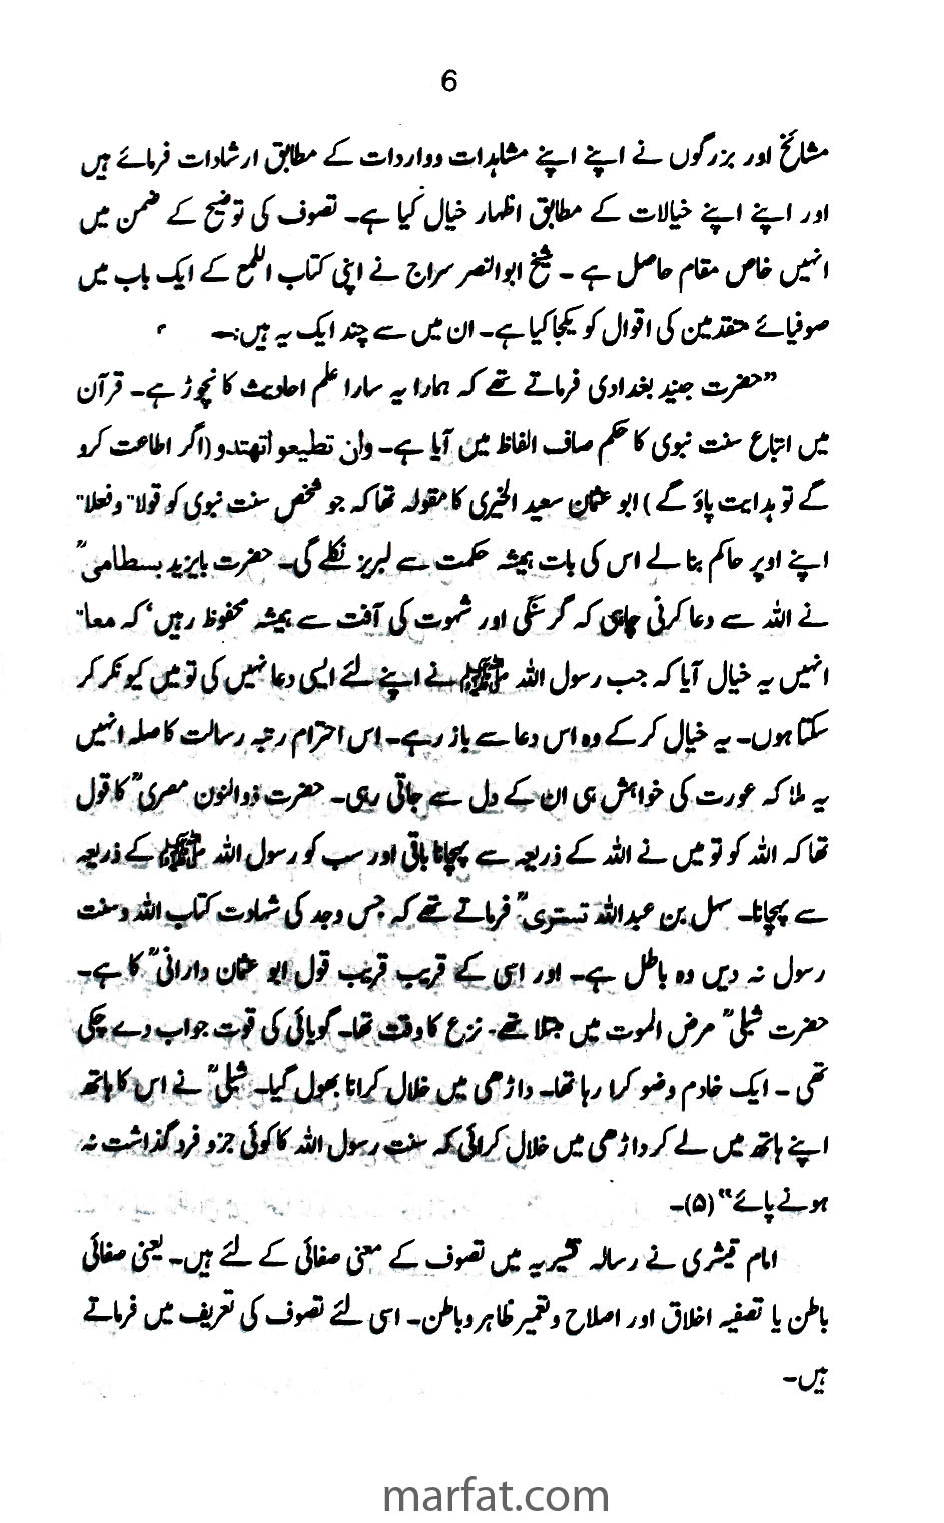 6
مشائخ اور بزرگوں نے اپنے اپنے مشاہدات وواردات کے مطابق ارشادات فرمائے ہیں
اور اپنے اپنے خیالات کے مطابق اظہار خیال کیا ہے۔ تصوف کی توضیح کے ضمن میں
انہیں خاص مقام حاصل ہے ۔ شیخ ابوالنصر سراج نے اپنی کتاب اللمع کے ایک باب میں
صوفیائے متقدمین کی اقوال کو یکجا کیا ہے۔ ان میں سے چند ایک یہ ہیں:۔
”حضرت جنید بغدادی فرماتے تھے کہ ہمارا یہ سارا علم احادیث کا نچوڑ ہے۔ قرآن
میں اتباع سنت نبوی کا حکم صاف الفاظ میں آیا ہے۔ وان تطیعو اتھتدو (اگر اطاعت کرو
گے تو ہدایت پاؤ گے) ابو عثمان سعید الخیری کا مقولہ تھا کہ جو شخص سنت نبوی کو قولا" و فعلا"
اپنے اوپر حاکم بنا لے اس کی بات ہمیشہ حکمت سے لبریز نکلے گی۔ حضرت بایزید بسطامیؒ
نے اللہ سے دعا کرنی چاہی کہ گرسنگی اور شہوت کی آفت سے ہمیشہ محفوظ رہیں‘ کہ معا"
انہیں یہ خیال آیا کہ جب رسول اللہ ﷺ نے اپنے لئے ایسی دعا نہیں کی تو میں کیونکر کر
سکتا ہوں۔ یہ خیال کر کے وہ اس دعا سے باز رہے۔ اس احترام رتبہ رسالت کا صلہ انہیں
یہ ملا کہ عورت کی خواہش ہی ان کے دل سے جاتی رہی۔ حضرت ذوالنون مصریؒ کا قول
تھا کہ اللہ کو تو میں نے اللہ کے ذریعہ سے پہچانا باقی اور سب کو رسول اللہ ﷺ کے ذریعہ
سے پہچانا۔ سہل بن عبداللہ تستریؒ فرماتے تھے کہ جس وجد کی شہادت کتاب اللہ و سنت
رسول نہ دیں وہ باطل ہے۔ اور اسی کے قریب قریب قول ابو عثمان دارانیؒ کا ہے۔
حضرت شبلیؒ مرض الموت میں مبتلا تھے۔ نزع کا وقت تھا۔ گویائی کی قوت جواب دے چکی
تھی ۔ ایک خادم وضو کرا رہا تھا۔ داڑھی میں خلال کرانا بھول گیا۔ شبلیؒ نے اس کا ہاتھ
اپنے ہاتھ میں لے کر داڑھی میں خلال کرائی کہ سنت رسول اللہ کا کوئی جزو فرد گذاشت نہ
ہونے پائے“ (۵)۔
امام قیشری نے رسالہ قشیریہ میں تصوف کے معنی صفائی کے لئے ہیں۔ یعنی صفائی
باطن یا تصفیہ اخلاق اور اصلاح و تعمیر ظاہر و باطن۔ اسی لئے تصوف کی تعریف میں فرماتے
ہیں۔
marfat.com